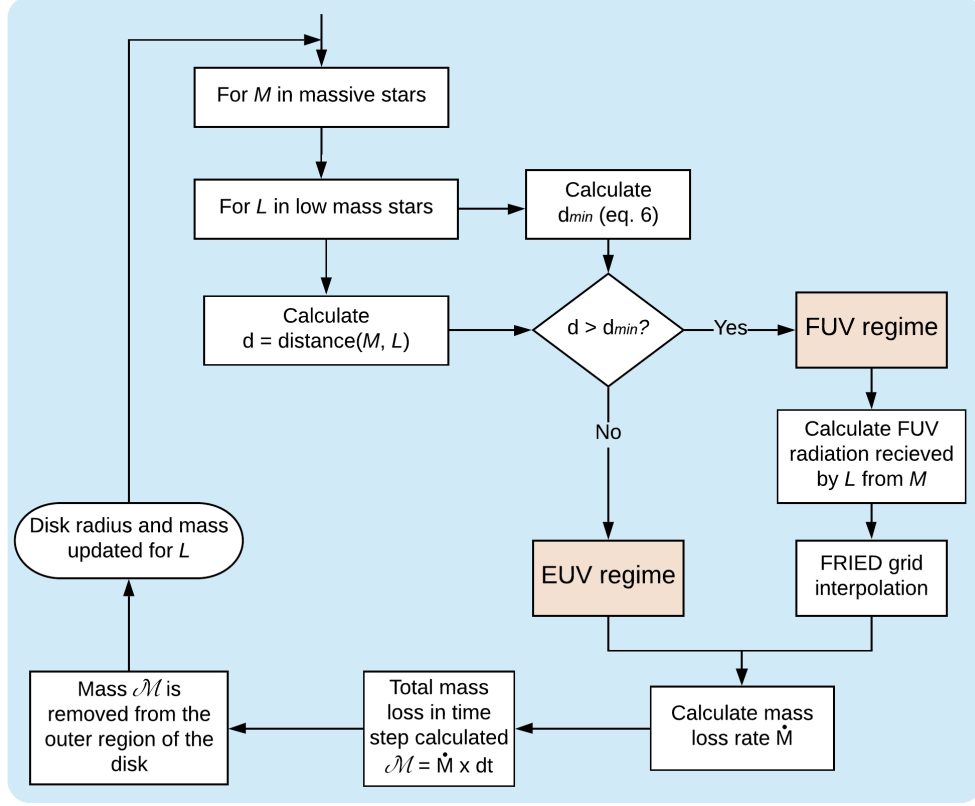 For M in massive stars
For L in low mass stars
Calculate
dmin (eq. 6)
Calculate
d = distance(M, L)
d > dmin?
Yes
FUV regime
No
Calculate FUV
radiation recieved
by L from M
Disk radius and mass
updated for L
EUV regime
FRIED grid
interpolation
Mass ℳ is
removed from the
outer region of the
disk
Total mass
loss in time
step calculated
ℳ = Ṁ x dt
Calculate mass
loss rate Ṁ